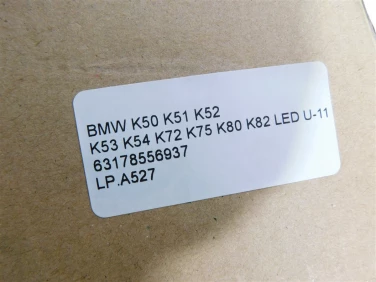 BMW K50 K51 K52
K53 K54 K72 K75 K80 K82 LED U-11
63178556937
LP.A527